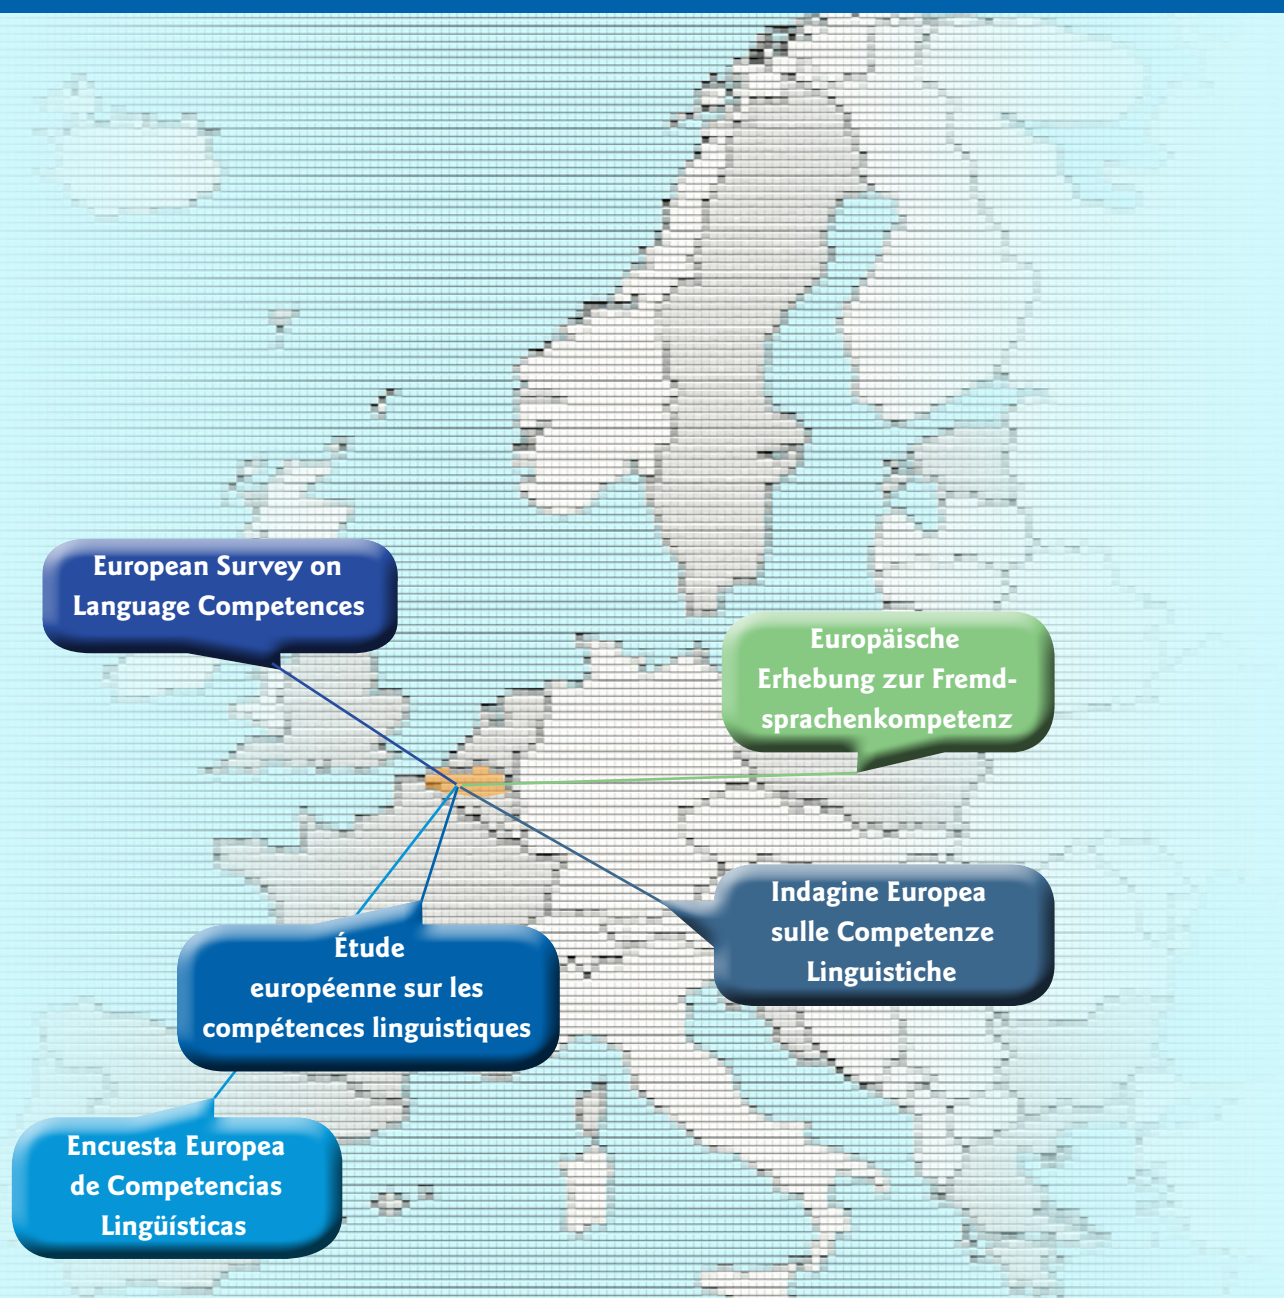 European Survey on
Language Competences
Europäische
Erhebung zur Fremd-
sprachenkompetenz
Indagine Europea
sulle Competenze
Linguistiche
Étude
européenne sur les
compétences linguistiques
Encuesta Europea
de Competencias
Lingüísticas